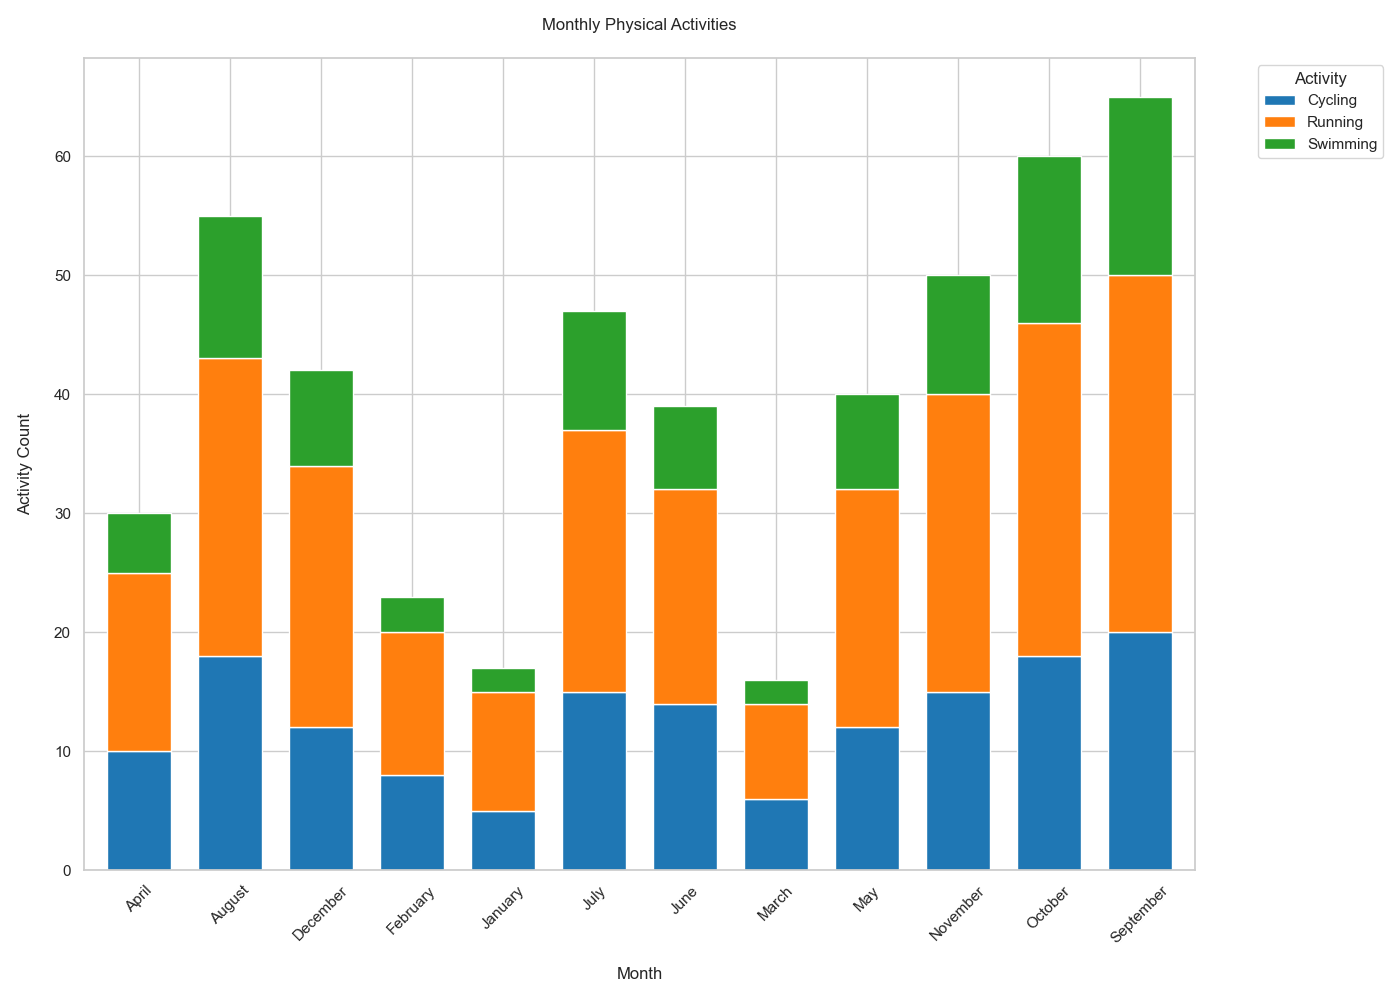 Monthly Physical Activities
Activity
Cycling
Running
Swimming
Activity Count
60
50
40
30
20
10
0
April
August
December
February
January
July
June
March
May
November
October
September
Month